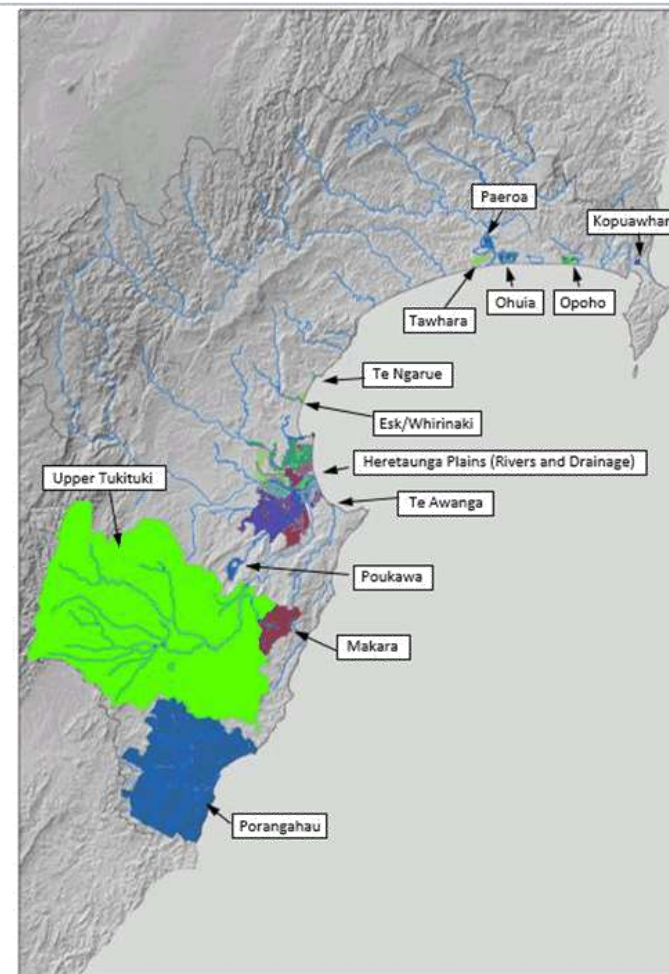 Paeroa
Kopuawhar
Tawhara
Ohuia
Opoho
Te Ngarue
Esk/Whirinaki
Heretaunga Plains (Rivers and Drainage)
Upper Tukituki
Te Awanga
Poukawa
Makara
Porangahau